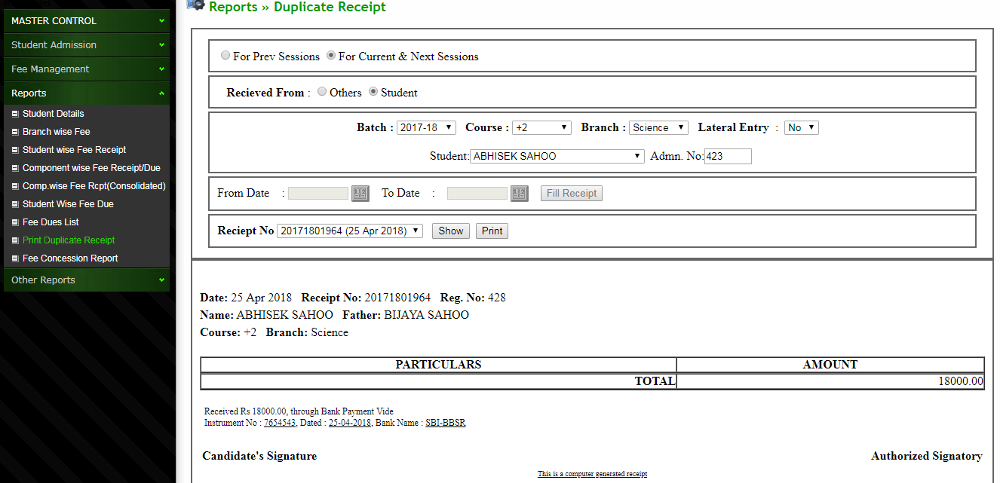 Reports » Duplicate Receipt
MASTER CONTROL
Student Admission
Fee Management
Reports
Student Details
Branch wise Fee
Student wise Fee Receipt
Component wise Fee Receipt/Due
Comp.wise Fee Rcpt(Consolidated)
Student Wise Fee Due
Fee Dues List
Print Duplicate Receipt
Fee Concession Report
Other Reports
For Prev Sessions For Current & Next Sessions
Recieved From : Others Student
Batch : 2017-18 Course : +2 Branch : Science Lateral Entry : No
Student: ABHISEK SAHOO Admn. No: 423
From Date : To Date : Fill Receipt
Reciept No 20171801964 (25 Apr 2018) Show Print
Date: 25 Apr 2018 Receipt No: 20171801964 Reg. No: 428
Name: ABHISEK SAHOO Father: BIJAYA SAHOO
Course: +2 Branch: Science
PARTICULARS AMOUNT
TOTAL 18000.00
Received Rs 18000.00, through Bank Payment Vide
Instrument No : 7654543, Dated : 25-04-2018, Bank Name : SBI-BBSR
Candidate's Signature Authorized Signatory
This is a computer generated receipt